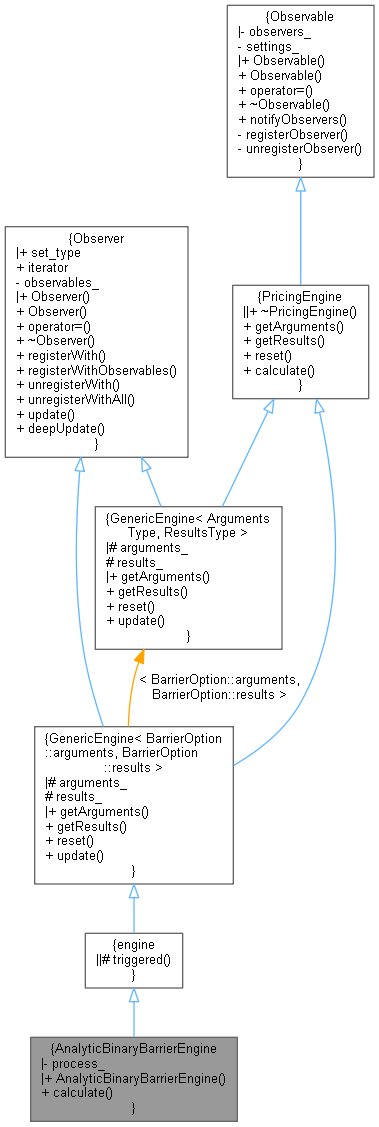 {Observable
|- observers_
- settings_
|+ Observable()
+ Observable()
+ operator=()
+ ~Observable()
+ notifyObservers()
- registerObserver()
- unregisterObserver()
}
{Observer
|+ set_type
+ iterator
- observables_
|+ Observer()
+ Observer()
+ operator=()
+ ~Observer()
+ registerWith()
+ registerWithObservables()
+ unregisterWith()
+ unregisterWithAll()
+ update()
+ deepUpdate()
}
{PricingEngine
||+ ~PricingEngine()
+ getArguments()
+ getResults()
+ reset()
+ calculate()
}
{GenericEngine< Arguments
Type, ResultsType >
|# arguments_
# results_
|+ getArguments()
+ getResults()
+ reset()
+ update()
}
< BarrierOption::arguments,
BarrierOption::results >
{GenericEngine< BarrierOption
::arguments, BarrierOption
::results >
|# arguments_
# results_
|+ getArguments()
+ getResults()
+ reset()
+ update()
}
{engine
||# triggered()
}
{AnalyticBinaryBarrierEngine
|- process_
|+ AnalyticBinaryBarrierEngine()
+ calculate()
}